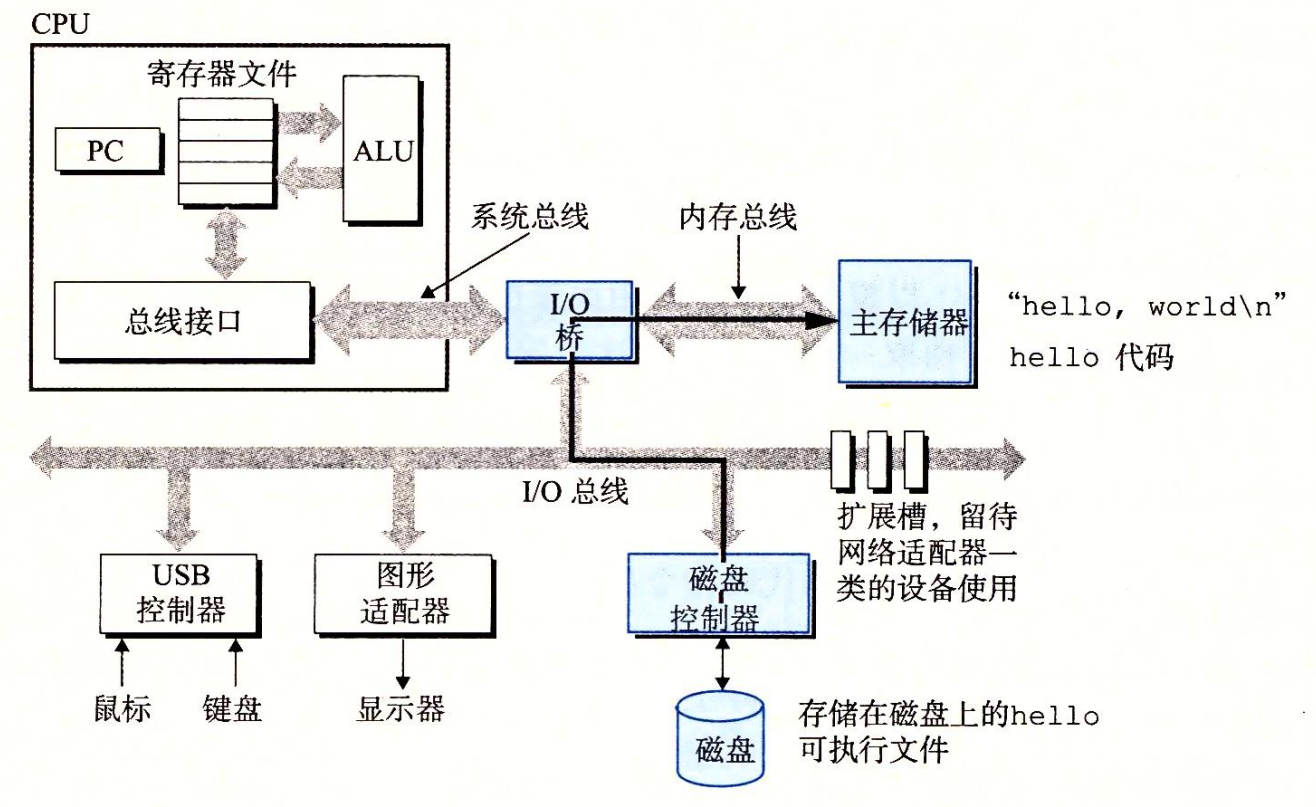 CPU
寄存器文件
PC
ALU
系统总线
内存总线
总线接口
I/O
桥
主存储器
“hello, world\n”
hello 代码
I/O 总线
扩展槽，留待
网络适配器一
类的设备使用
USB
控制器
图形
适配器
磁盘
控制器
鼠标
键盘
显示器
磁盘
存储在磁盘上的hello
可执行文件